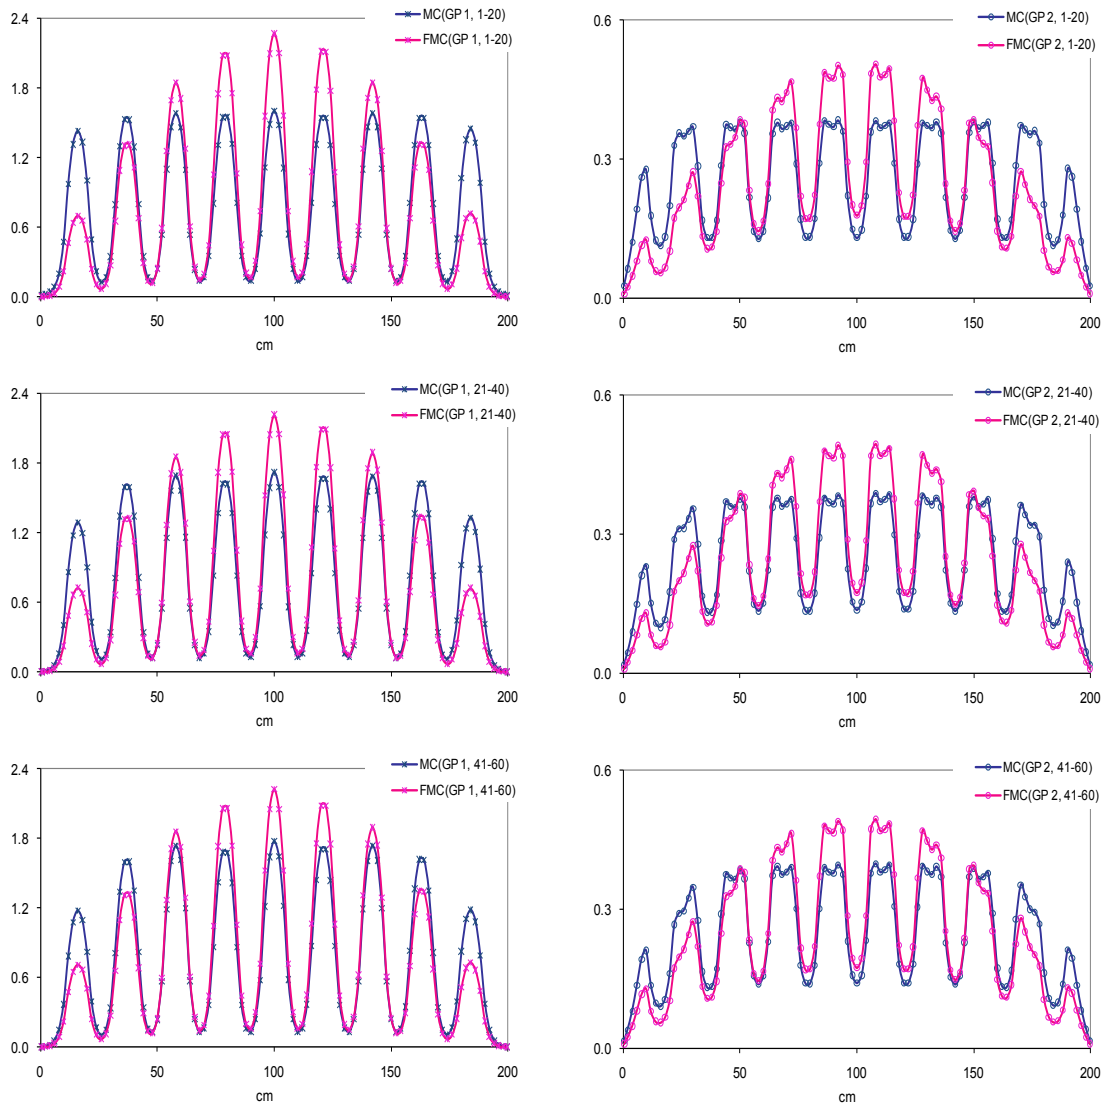 2.4
MC(GP 1, 1-20)
FMC(GP 1, 1-20)
1.8
1.2
0.6
0.0
0 50 100 150 200
cm
0.6
MC(GP 2, 1-20)
FMC(GP 2, 1-20)
0.3
0.0
0 50 100 150 200
cm
2.4
MC(GP 1, 21-40)
FMC(GP 1, 21-40)
1.8
1.2
0.6
0.0
0 50 100 150 200
cm
0.6
MC(GP 2, 21-40)
FMC(GP 2, 21-40)
0.3
0.0
0 50 100 150 200
cm
2.4
MC(GP 1, 41-60)
FMC(GP 1, 41-60)
1.8
1.2
0.6
0.0
0 50 100 150 200
cm
0.6
MC(GP 2, 41-60)
FMC(GP 2, 41-60)
0.3
0.0
0 50 100 150 200
cm